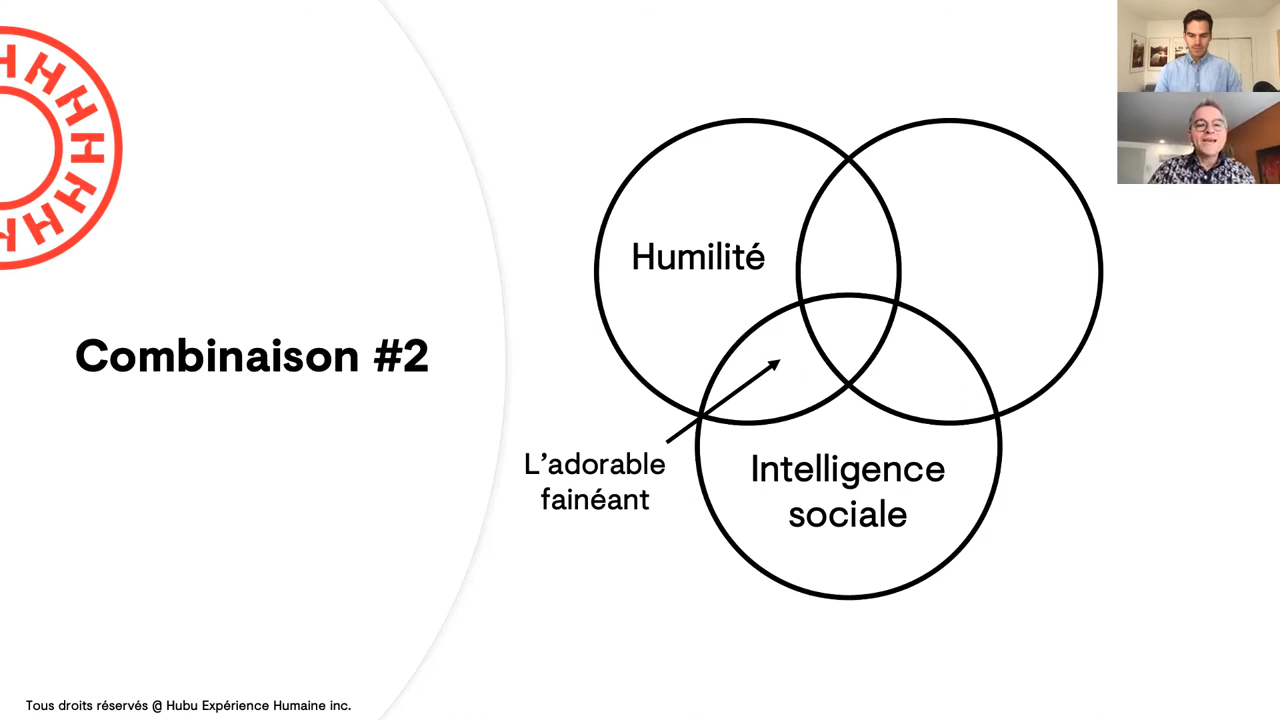 Humilité
Combinaison #2
L’adorable
fainéant
Intelligence
sociale
Tous droits réservés @ Hubu Expérience Humaine inc.